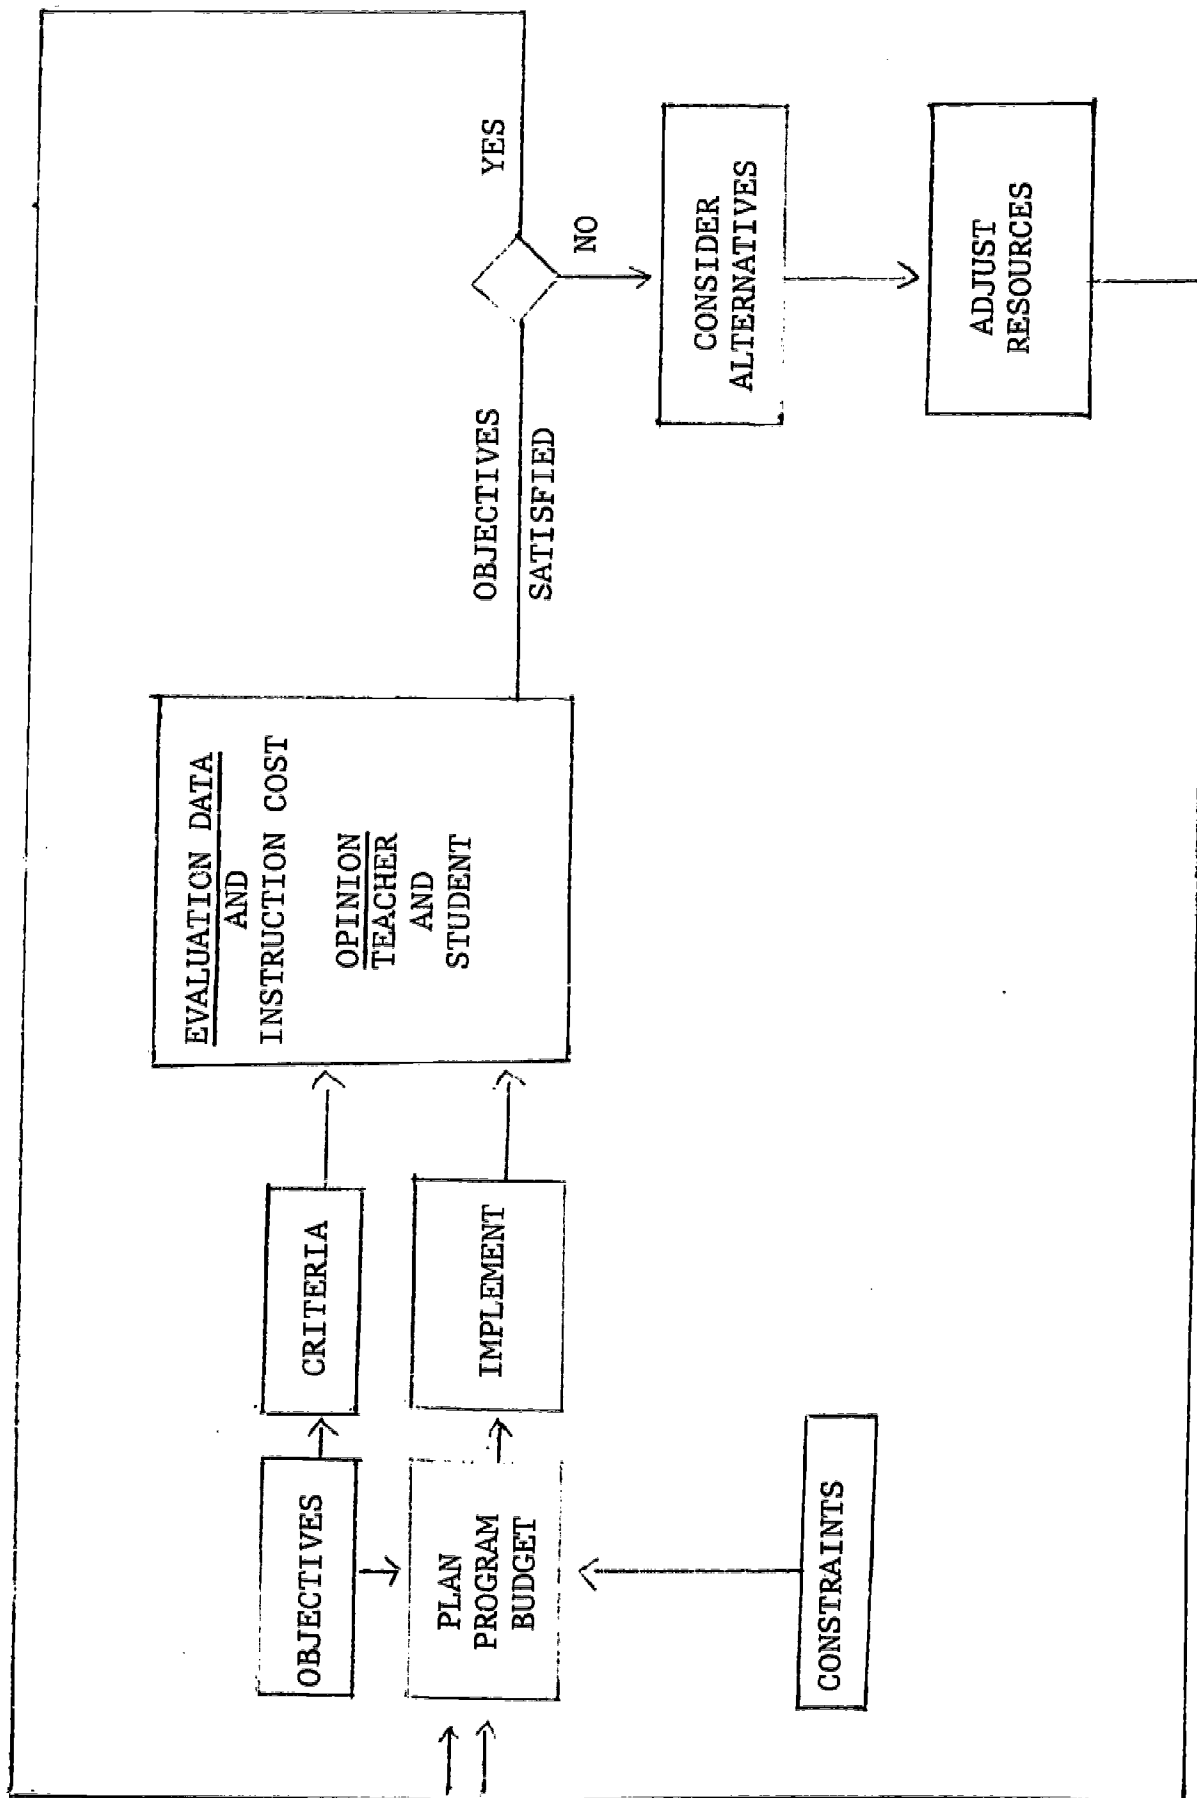 OBJECTIVES
CRITERIA
PLAN
PROGRAM
BUDGET
IMPLEMENT
CONSTRAINTS
EVALUATION DATA
AND
INSTRUCTION COST
OPINION
TEACHER
AND
STUDENT
OBJECTIVES
SATISFIED
YES
NO
CONSIDER
ALTERNATIVES
ADJUST
RESOURCES